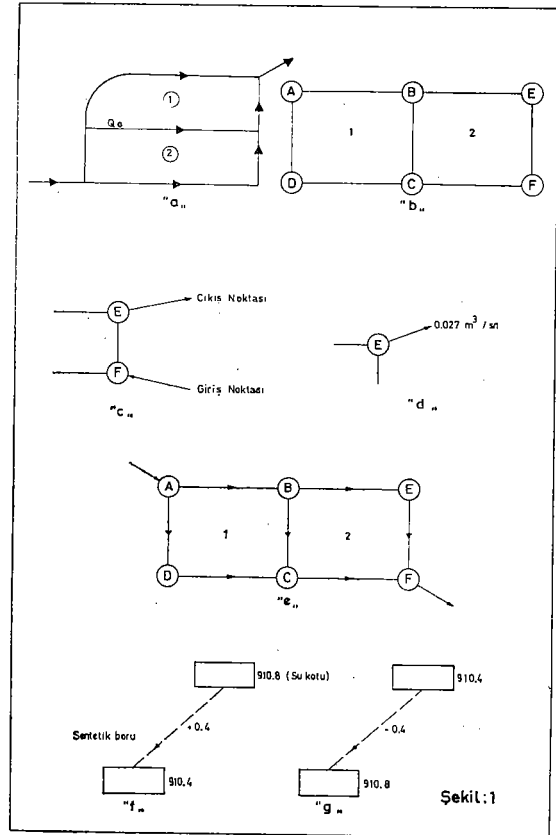 1
Qo
2
"a„
A B E
1 2
D C F
"b„
E Çıkış Noktası
F Giriş Noktası
"c„
0.027 m³/sn
E
"d„
A B E
1 2
D C F
"e„
910.8 (Su kotu)
910.4
Sentetik boru
+0.4
-0.4
910.4
910.8
"f„
"g„
Şekil:1